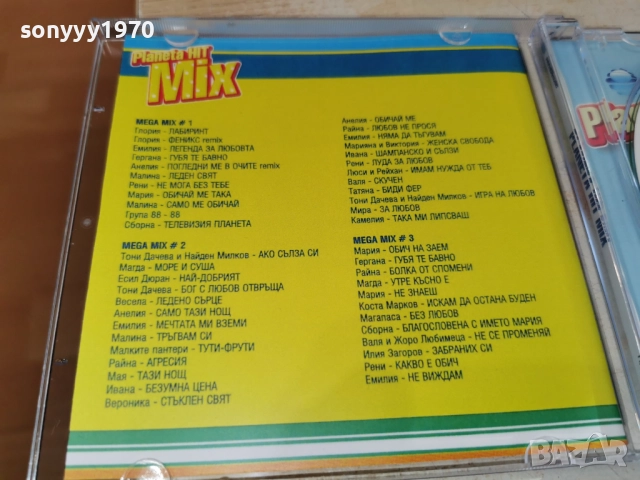 sonyyy1970
Planeta HIT
Mix
MEGA MIX # 1
Глория - ЛАБИРИНТ
Глория - ФЕНИКС remix
Емилия - ЛЕГЕНДА ЗА ЛЮБОВТА
Гергана - ГУБЯ ТЕ БАВНО
Анелия - ПОГЛЕДНИ МЕ В ОЧИТЕ remix
Малина - ЛЕДЕН СВЯТ
Рени - НЕ МОГА БЕЗ ТЕБЕ
Мария - ОБИЧАЙ МЕ ТАКА
Малина - САМО МЕ ОБИЧАЙ
Група 88 - 88
Сборна - ТЕЛЕВИЗИЯ ПЛАНЕТА
MEGA MIX # 2
Тони Дачева и Найден Милков - АКО СЪЛЗА СИ
Магда - МОРЕ И СУША
Есил Дюран - НАЙ-ДОБРИЯТ
Тони Дачева - БОГ С ЛЮБОВ ОТВРЪЩА
Весела - ЛЕДЕНО СЪРЦЕ
Анелия - САМО ТАЗИ НОЩ
Емилия - МЕЧТАТА МИ ВЗЕМИ
Малина - ТРЪГВАМ СИ
Малките пантери - ТУТИ-ФРУТИ
Райна - АГРЕСИЯ
Мая - ТАЗИ НОЩ
Ивана - БЕЗУМНА ЦЕНА
Вероника - СТЪКЛЕН СВЯТ
Анелия - ОБИЧАЙ МЕ
Райна - ЛЮБОВ НЕ ПРОСЯ
Емилия - НЯМА ДА ТЪГУВАМ
Марияна и Виктория - ЖЕНСКА СВОБОДА
Ивана - ШАМПАНСКО И СЪЛЗИ
Рени - ЛУДА ЗА ЛЮБОВ
Люси и Рейхан - ИМАМ НУЖДА ОТ ТЕБ
Валя - СКУЧЕН
Татяна - БИДИ ФЕР
Тони Дачева и Найден Милков - ИГРА НА ЛЮБОВ
Мира - ЗА ЛЮБОВ
Камелия - ТАКА МИ ЛИПСВАШ
MEGA MIX # 3
Мария - ОБИЧ НА ЗАЕМ
Гергана - ГУБЯ ТЕ БАВНО
Райна - БОЛКА ОТ СПОМЕНИ
Магда - УТРЕ КЪСНО Е
Мария - НЕ ЗНАЕШ
Коста Марков - ИСКАМ ДА ОСТАНА БУДЕН
Магапаса - БЕЗ ЛЮБОВ
Сборна - БЛАГОСЛОВЕНА С ИМЕТО МАРИЯ
Валя и Жоро Любимеца - НЕ СЕ ПРОМЕНЯЙ
Илия Загоров - ЗАБРАНИХ СИ
Рени - КАКВО Е ОБИЧ
Емилия - НЕ ВИЖДАМ
PLANETA HIT MIX
BAZAR